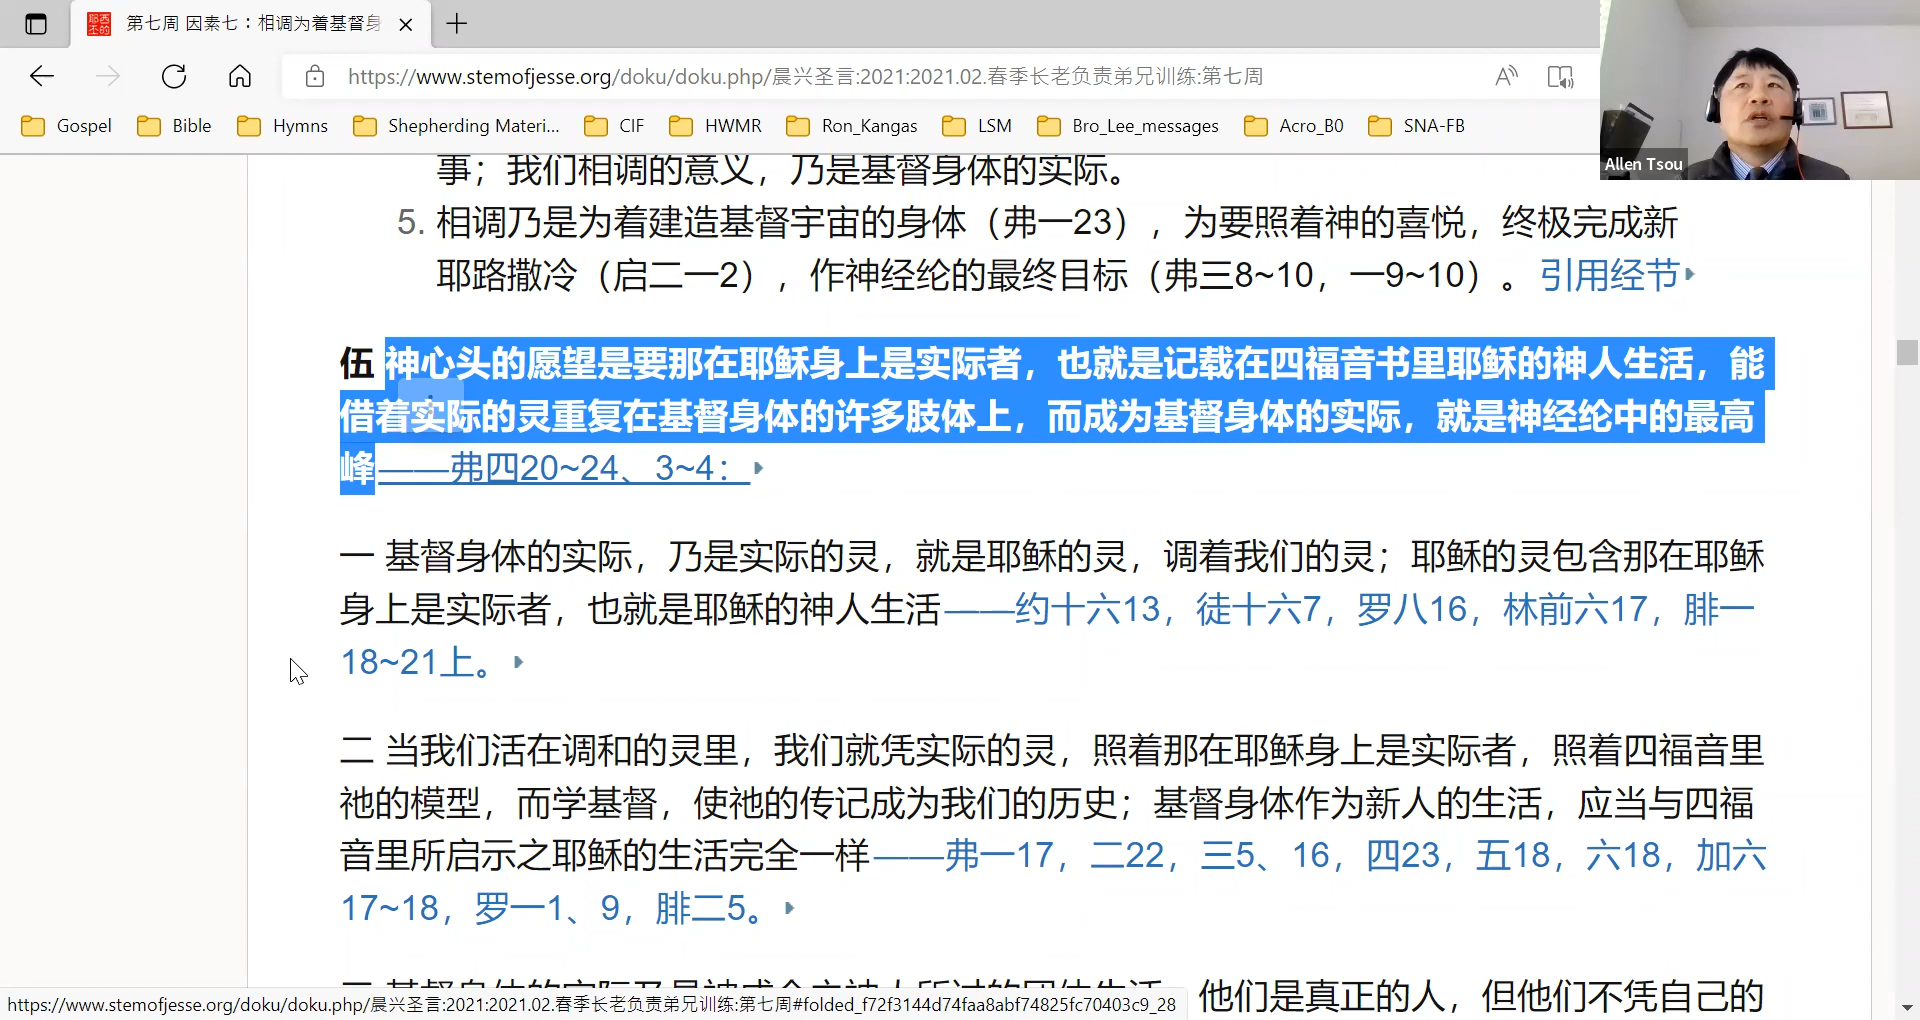 第七周 因素七：相调为着基督身
https://www.stemofjesse.org/doku/doku.php/晨兴圣言:2021:2021.02.春季长老负责弟兄训练:第七周
Gospel Bible Hymns Shepherding Materi... CIF HWMR Ron_Kangas LSM Bro_Lee_messages Acro_B0 SNA-FB
Allen Tsou
事；我们相调的意义，乃是基督身体的实际。
5. 相调乃是为着建造基督宇宙的身体（弗一23），为要照着神的喜悦，终极完成新
耶路撒冷（启二一2），作神经纶的最终目标（弗三8~10，一9~10）。引用经节
伍 神心头的愿望是要那在耶稣身上是实际者，也就是记载在四福音书里耶稣的神人生活，能
借着实际的灵重复在基督身体的许多肢体上，而成为基督身体的实际，就是神经纶中的最高
峰——弗四20~24、3~4：
一 基督身体的实际，乃是实际的灵，就是耶稣的灵，调着我们的灵；耶稣的灵包含那在耶稣
身上是实际者，也就是耶稣的神人生活——约十六13，徒十六7，罗八16，林前六17，腓一
18~21上。
二 当我们活在调和的灵里，我们就凭实际的灵，照着那在耶稣身上是实际者，照着四福音里
祂的模型，而学基督，使祂的传记成为我们的历史；基督身体作为新人的生活，应当与四福
音里所启示之耶稣的生活完全一样——弗一17，二22，三5、16，四23，五18，六18，加六
17~18，罗一1、9，腓二5。
三 基督身体的实际乃是被成全之神人所过的团体生活，他们是真正的人，但他们不凭自己的
https://www.stemofjesse.org/doku/doku.php/晨兴圣言:2021:2021.02.春季长老负责弟兄训练:第七周#folded_f72f3144d74faa8abf74825fc70403c9_28